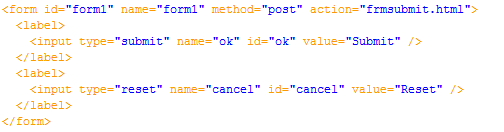 <form id="form1" name="form1" method="post" action="frmsubmit.html">
<label>
<input type="submit" name="ok" id="ok" value="Submit" />
</label>
<label>
<input type="reset" name="cancel" id="cancel" value="Reset" />
</label>
</form>